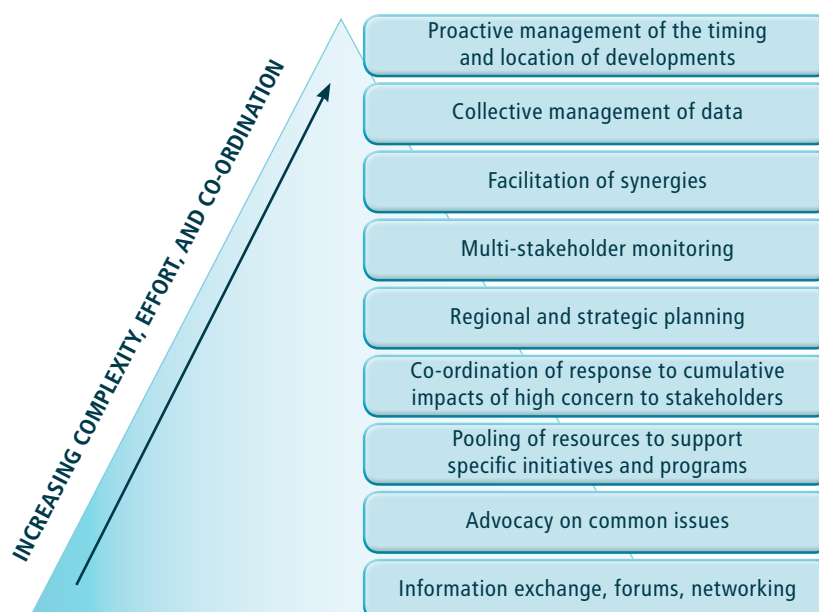 INCREASING COMPLEXITY, EFFORT, AND CO-ORDINATION
Proactive management of the timing
and location of developments
Collective management of data
Facilitation of synergies
Multi-stakeholder monitoring
Regional and strategic planning
Co-ordination of response to cumulative
impacts of high concern to stakeholders
Pooling of resources to support
specific initiatives and programs
Advocacy on common issues
Information exchange, forums, networking